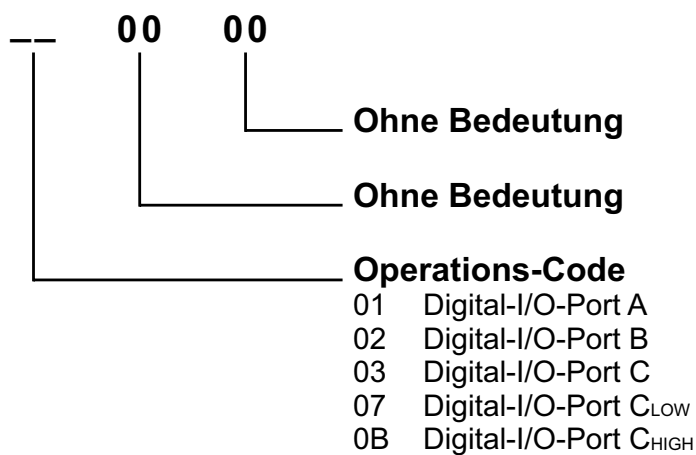 __ 00 00
Ohne Bedeutung
Ohne Bedeutung
Operations-Code
01 Digital-I/O-Port A
02 Digital-I/O-Port B
03 Digital-I/O-Port C
07 Digital-I/O-Port CLOW
0B Digital-I/O-Port CHIGH